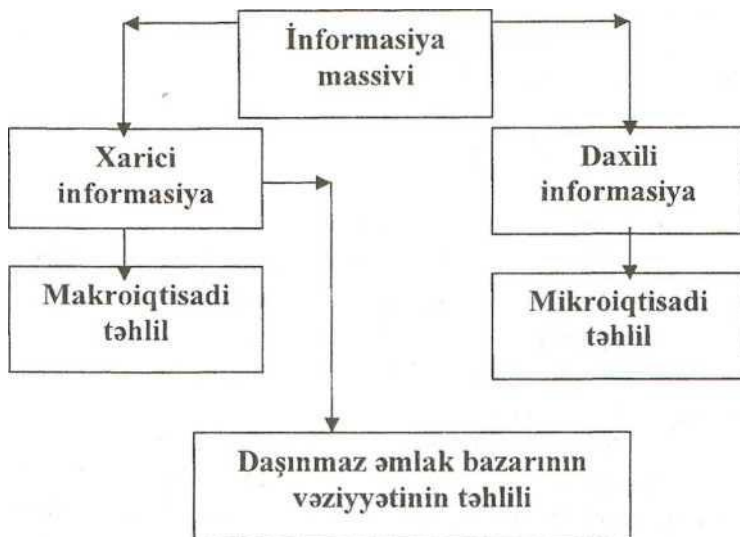 İnformasiya
massivi
Xarici
informasiya
Daxili
informasiya
Makroiqtisadi
təhlil
Mikroiqtisadi
təhlil
Daşınmaz əmlak bazarının
vəziyyətinin təhlili